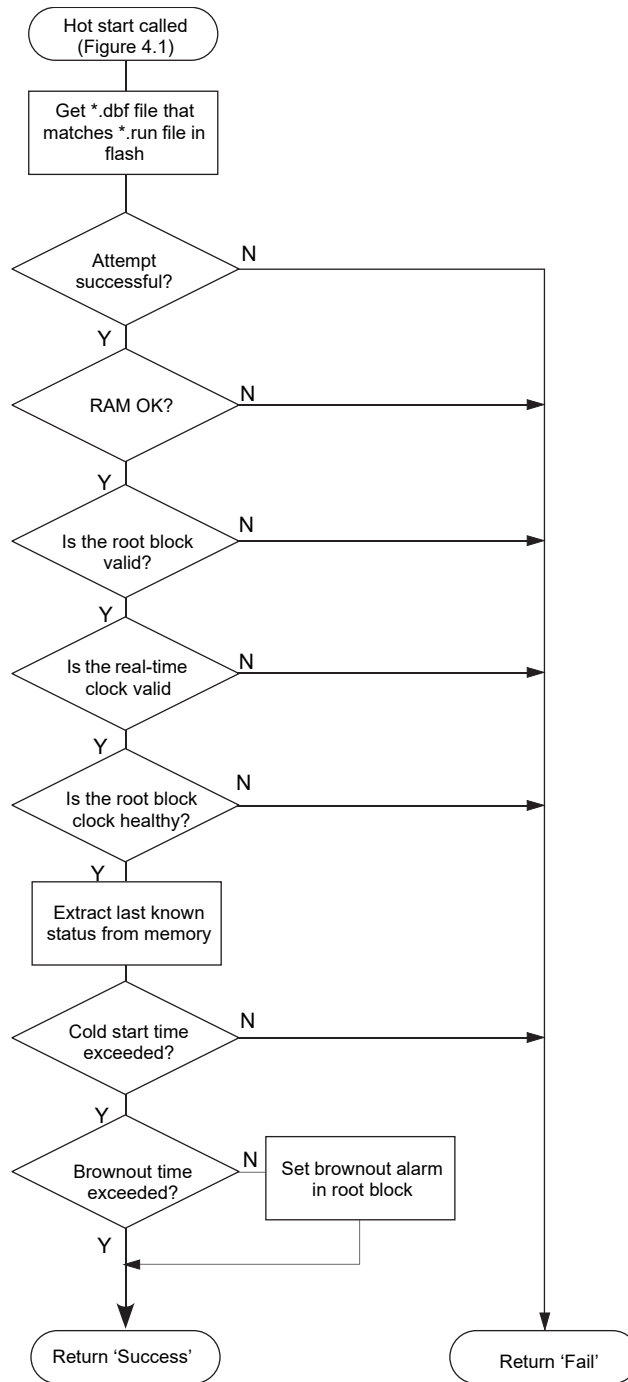 Hot start called
(Figure 4.1)
Get *.dbf file that
matches *.run file in
flash
Attempt
successful?
N
Y
RAM OK?
N
Y
Is the root block
valid?
N
Y
Is the real-time
clock valid
N
Y
Is the root block
clock healthy?
N
Y
Extract last known
status from memory
Cold start time
exceeded?
N
Y
Brownout time
exceeded?
N
Set brownout alarm
in root block
Y
Return ‘Success’
Return ‘Fail’